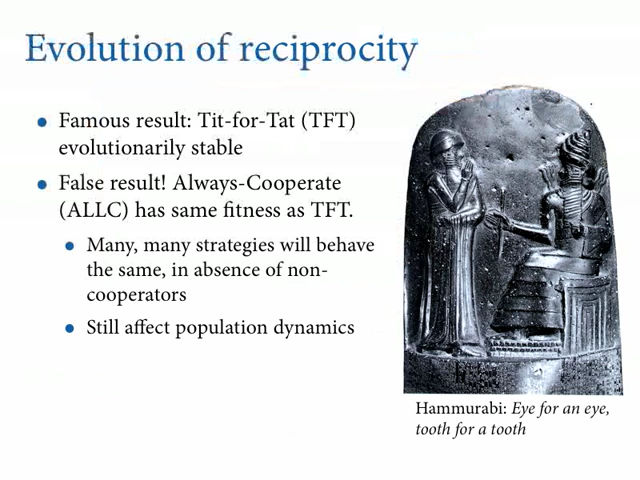 Evolution of reciprocity
Famous result: Tit-for-Tat (TFT)
evolutionarily stable
False result! Always-Cooperate
(ALLC) has same fitness as TFT.
Many, many strategies will behave
the same, in absence of non-
cooperators
Still affect population dynamics
Hammurabi: Eye for an eye,
tooth for a tooth